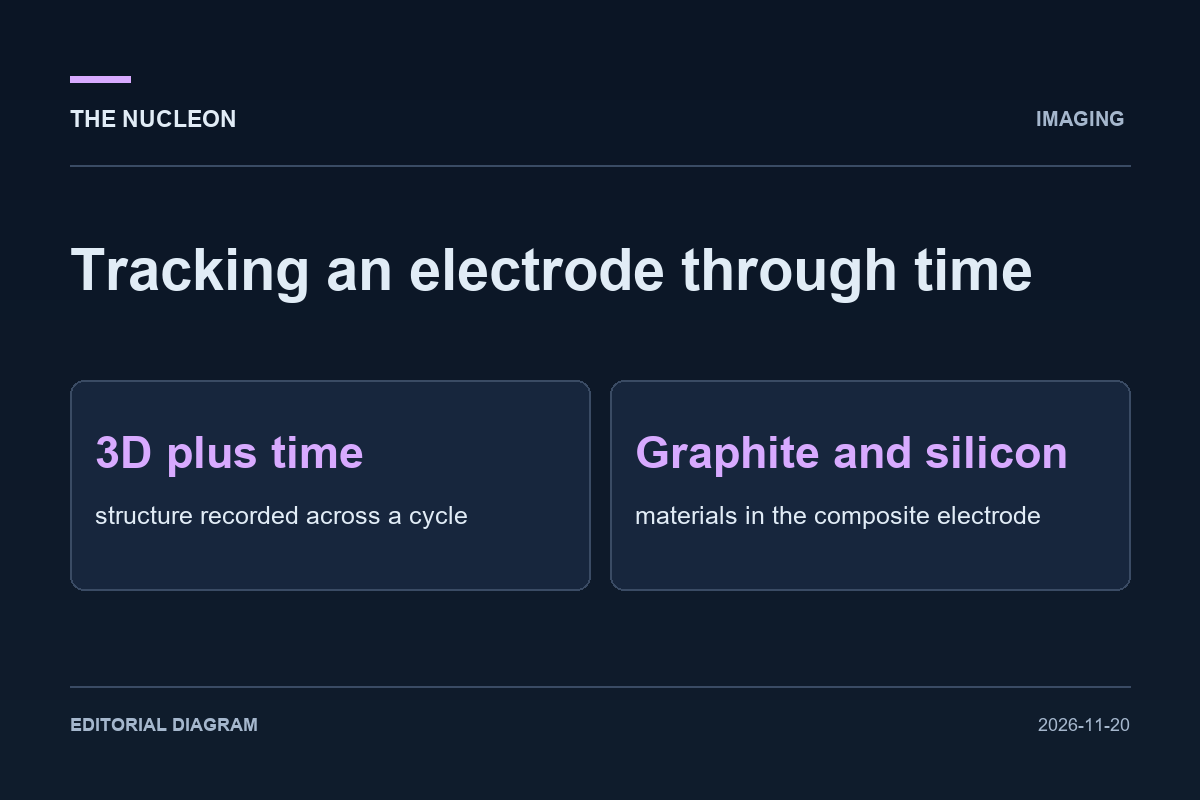 THE NUCLEON
IMAGING
Tracking an electrode through time
3D plus time
structure recorded across a cycle
Graphite and silicon
materials in the composite electrode
EDITORIAL DIAGRAM
2026-11-20